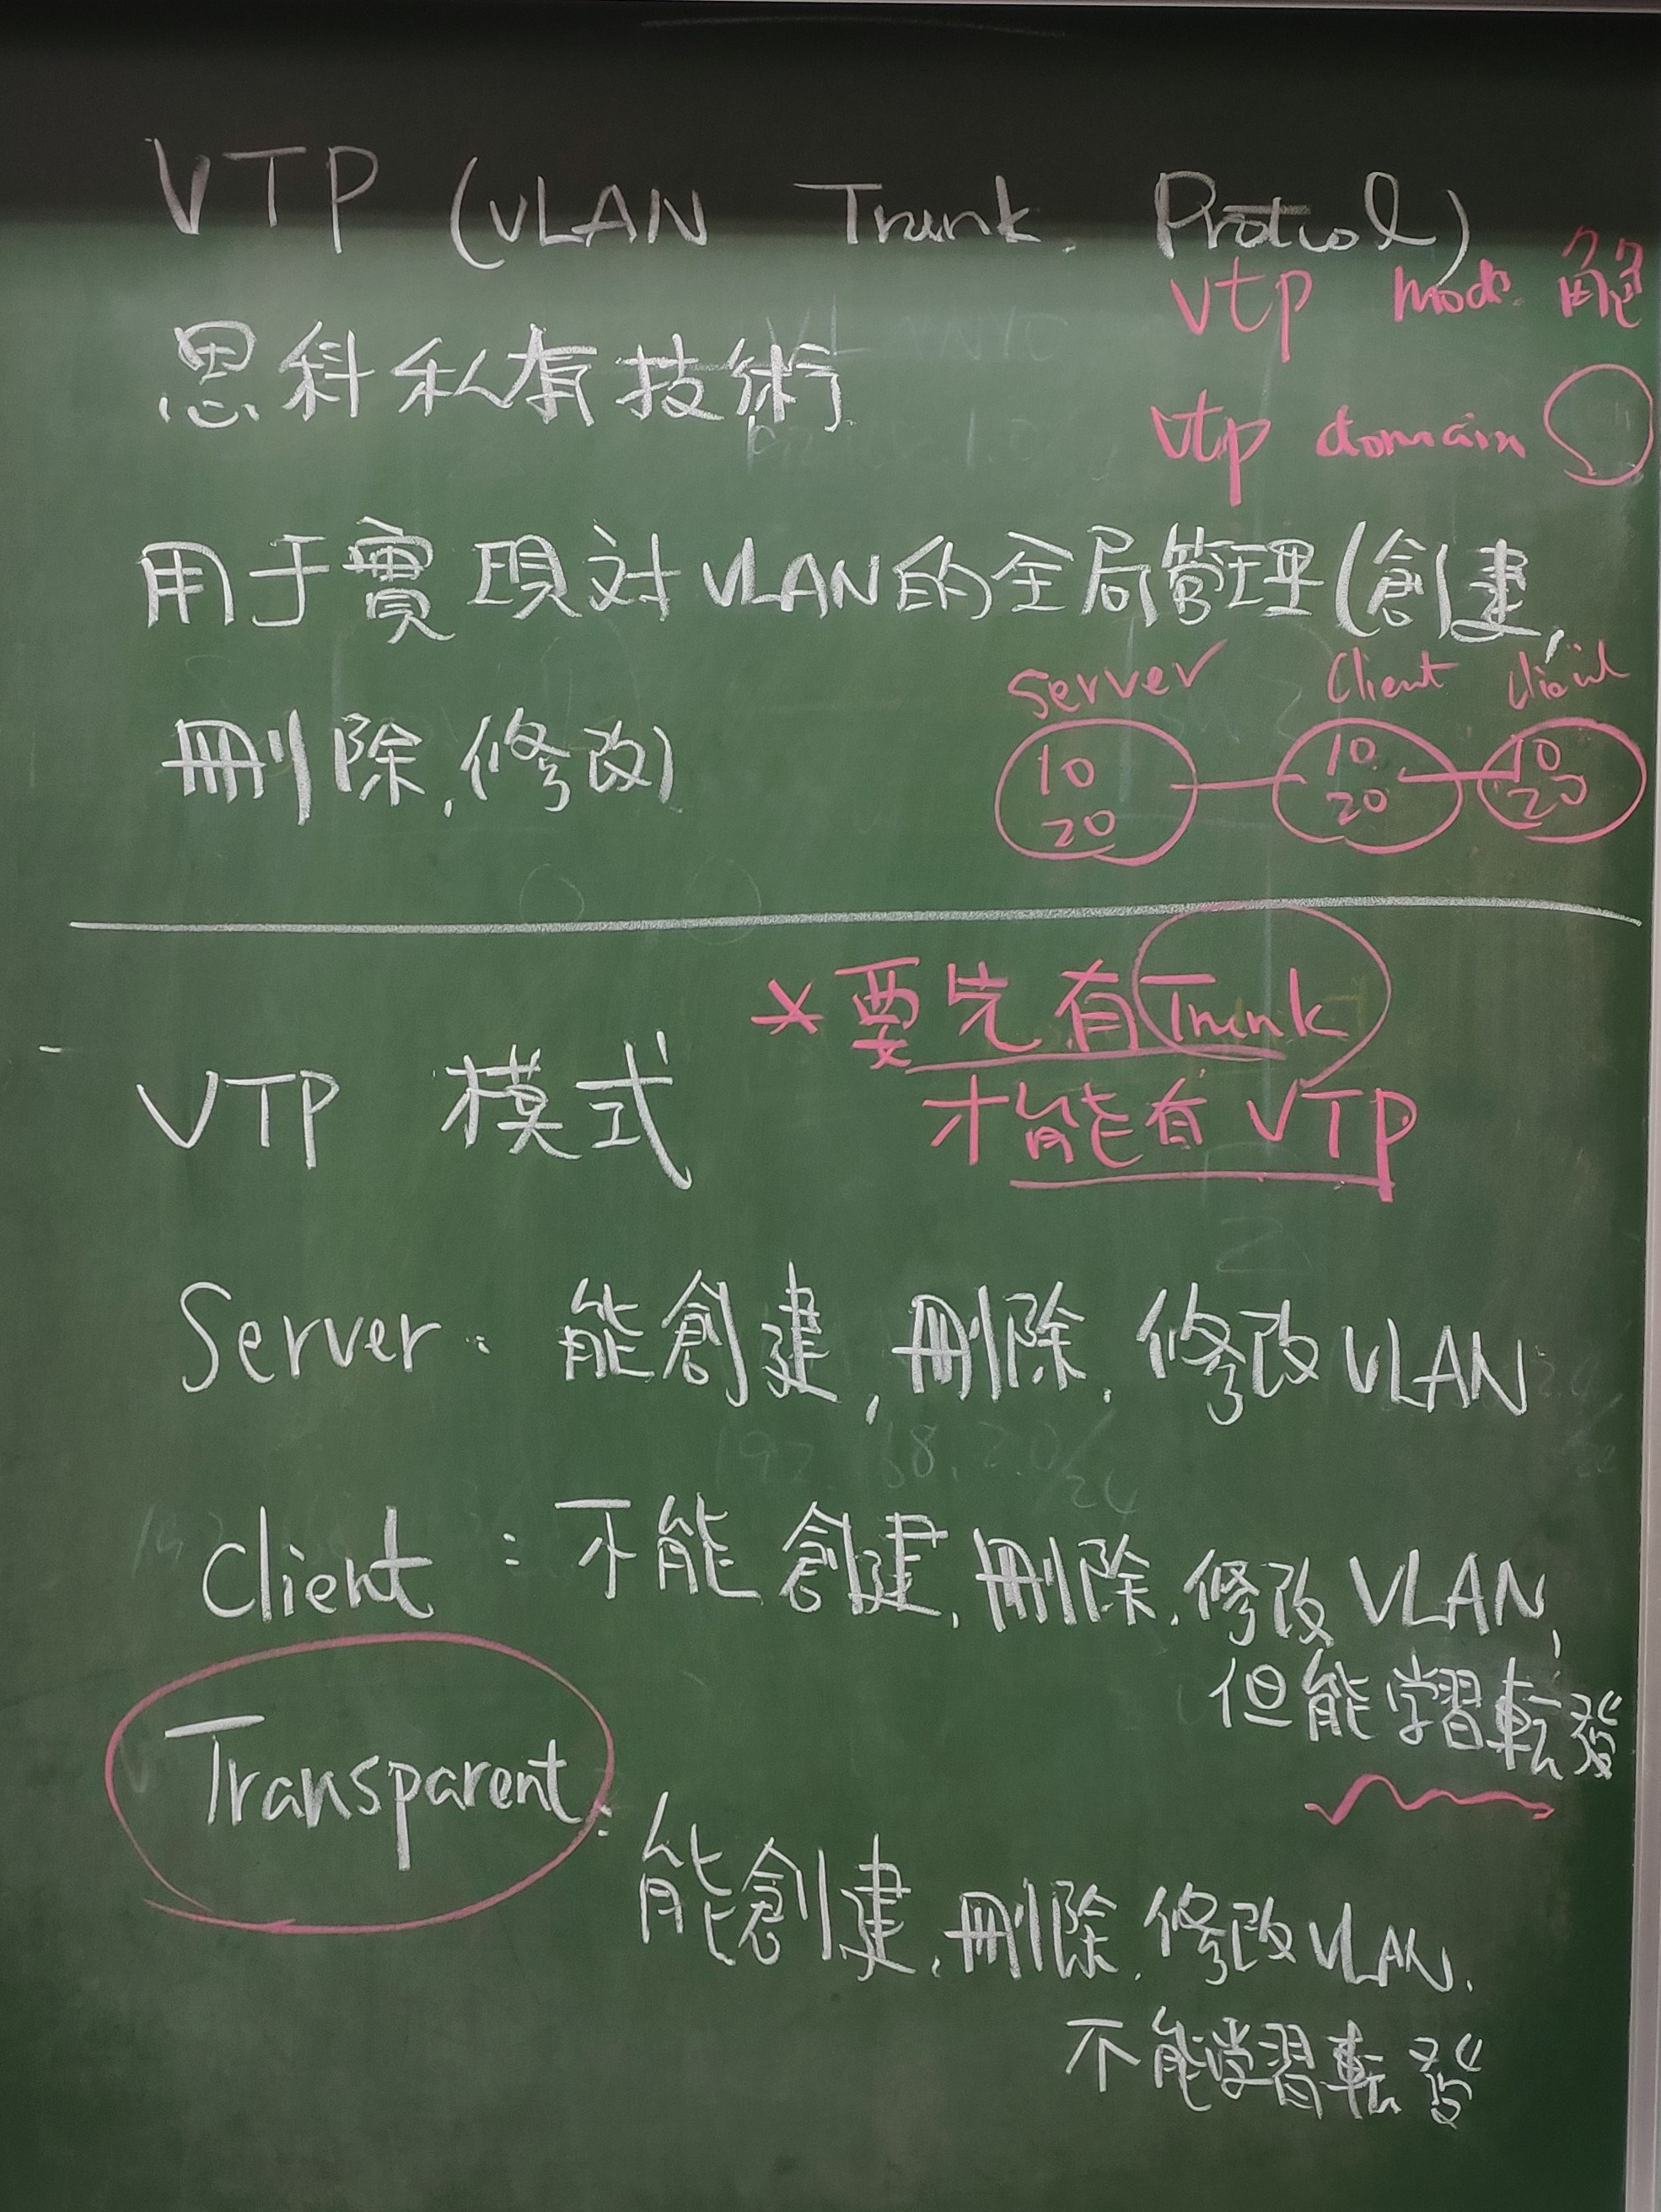 VTP (VLAN Trunk Protocol)
vtp mode
思科私有技術
vtp domain
用于實現对VLAN的全局管理(創建,
刪除,修改)
Server Client Client
10 10 10
20 20 20
*要先有Trunk
才能有VTP
VTP 模式
Server: 能創建,刪除,修改VLAN
Client:不能創建,刪除,修改VLAN,
但能学習転發
Transparent:
能創建,刪除,修改VLAN.
不能学習転發